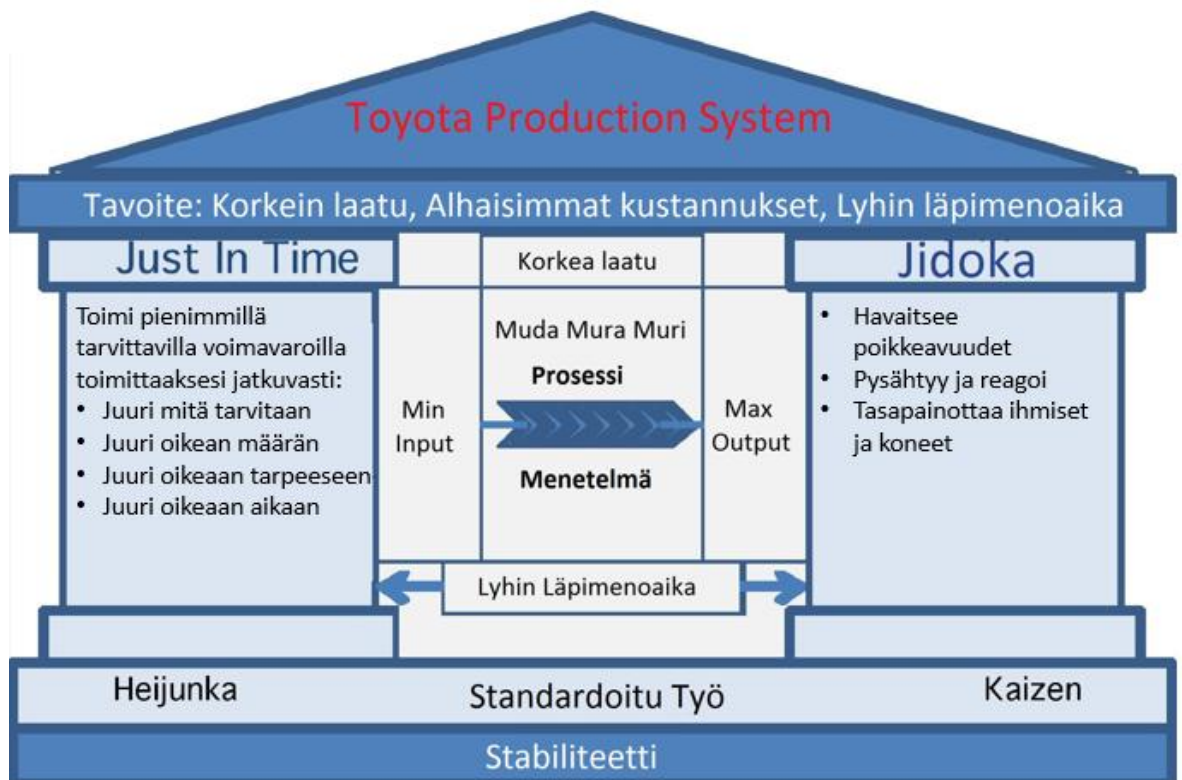 Toyota Production System
Tavoite: Korkein laatu, Alhaisimmat kustannukset, Lyhin läpimenoaika
Just In Time
Toimi pienimmillä
tarvittavilla voimavaroilla
toimittaaksesi jatkuvasti:
• Juuri mitä tarvitaan
• Juuri oikean määrän
• Juuri oikeaan tarpeeseen
• Juuri oikeaan aikaan
Korkea laatu
Muda Mura Muri
Prosessi
Min
Input
Max
Output
Menetelmä
Lyhin Läpimenoaika
Jidoka
• Havaitsee
poikkeavuudet
• Pysähtyy ja reagoi
• Tasapainottaa ihmiset
ja koneet
Heijunka
Standardoitu Työ
Kaizen
Stabiliteetti